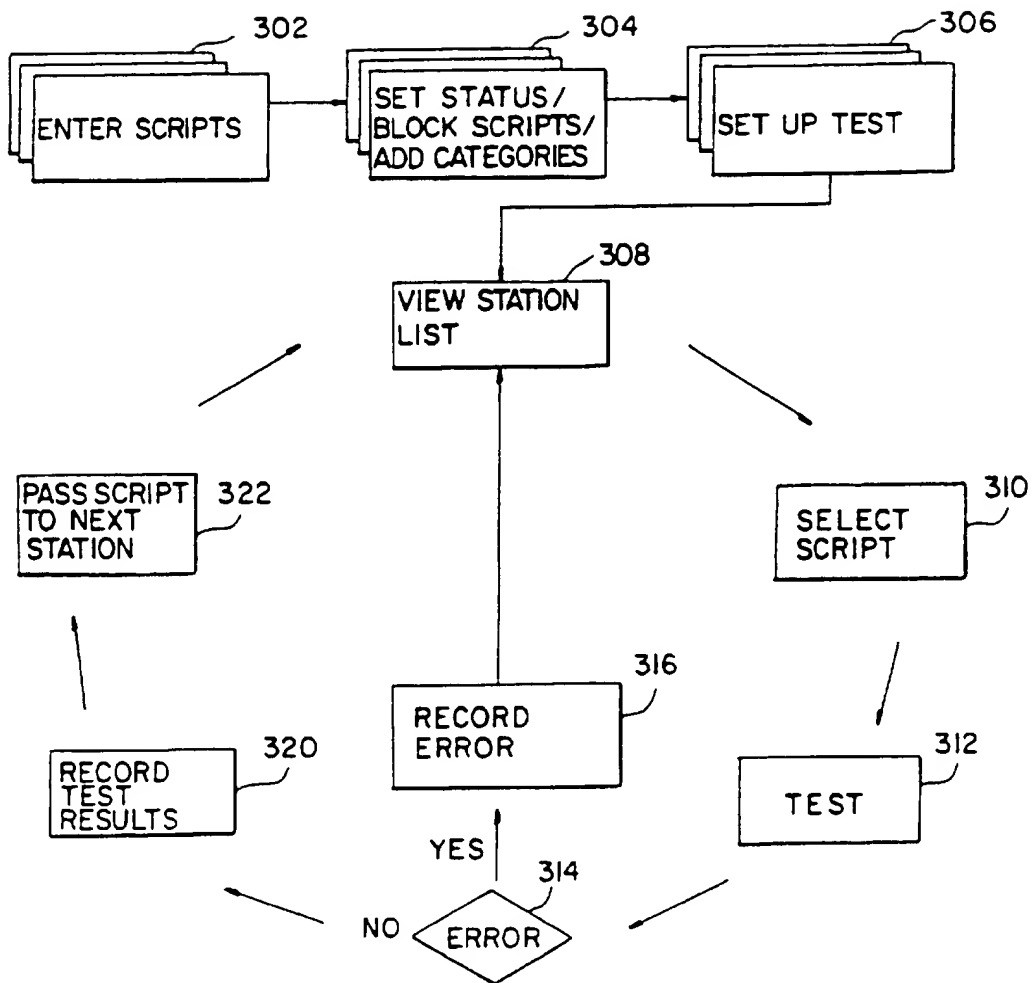 302
304
306
ENTER SCRIPTS
SET STATUS/
BLOCK SCRIPTS/
ADD CATEGORIES
SET UP TEST
308
VIEW STATION
LIST
PASS SCRIPT
TO NEXT
STATION
322
310
SELECT
SCRIPT
316
RECORD
ERROR
320
RECORD
TEST
RESULTS
312
TEST
YES
314
NO
ERROR